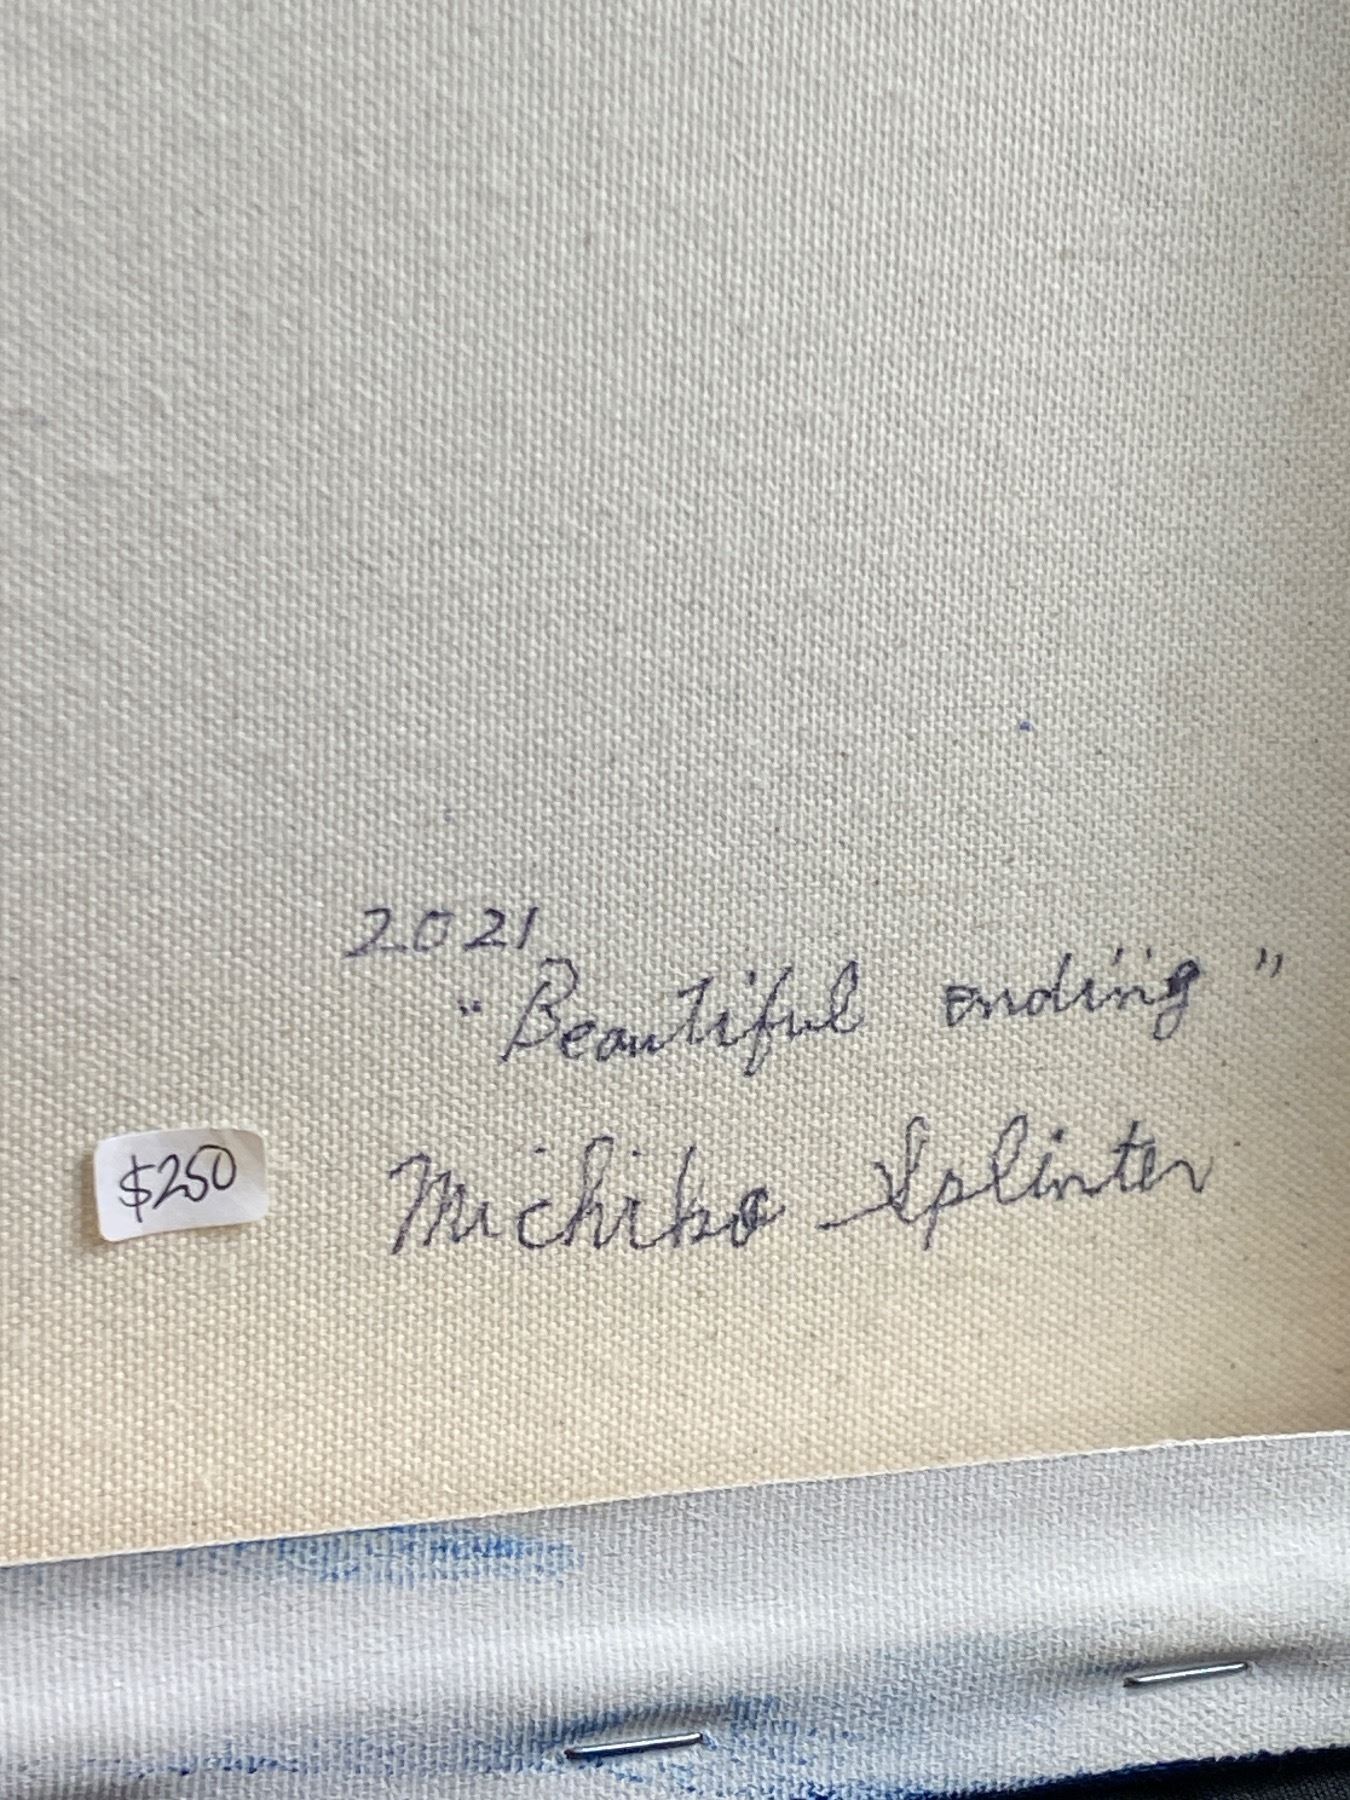 2021
"Beautiful ending"
$250
Michiko Splinter